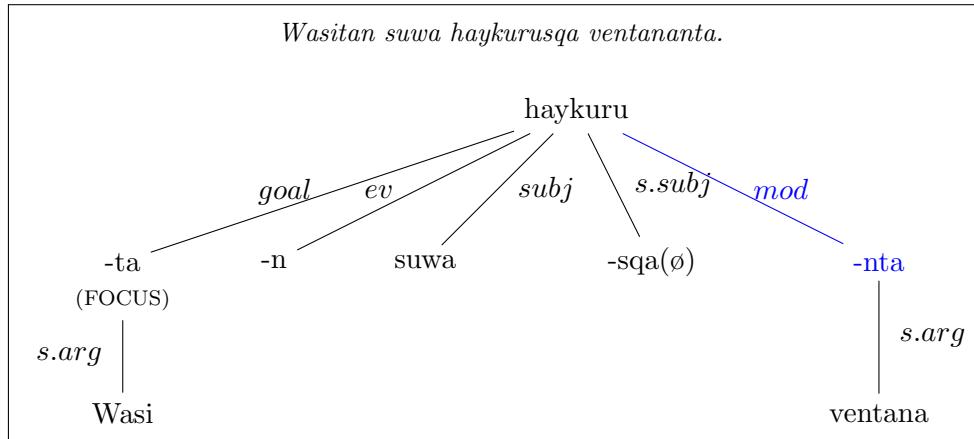 Wasitan suwa haykurusqa ventananta.
haykuru
goal ev subj s.subj mod
-ta -n suwa -sqa(ø) -nta
(FOCUS)
s.arg s.arg
Wasi ventana